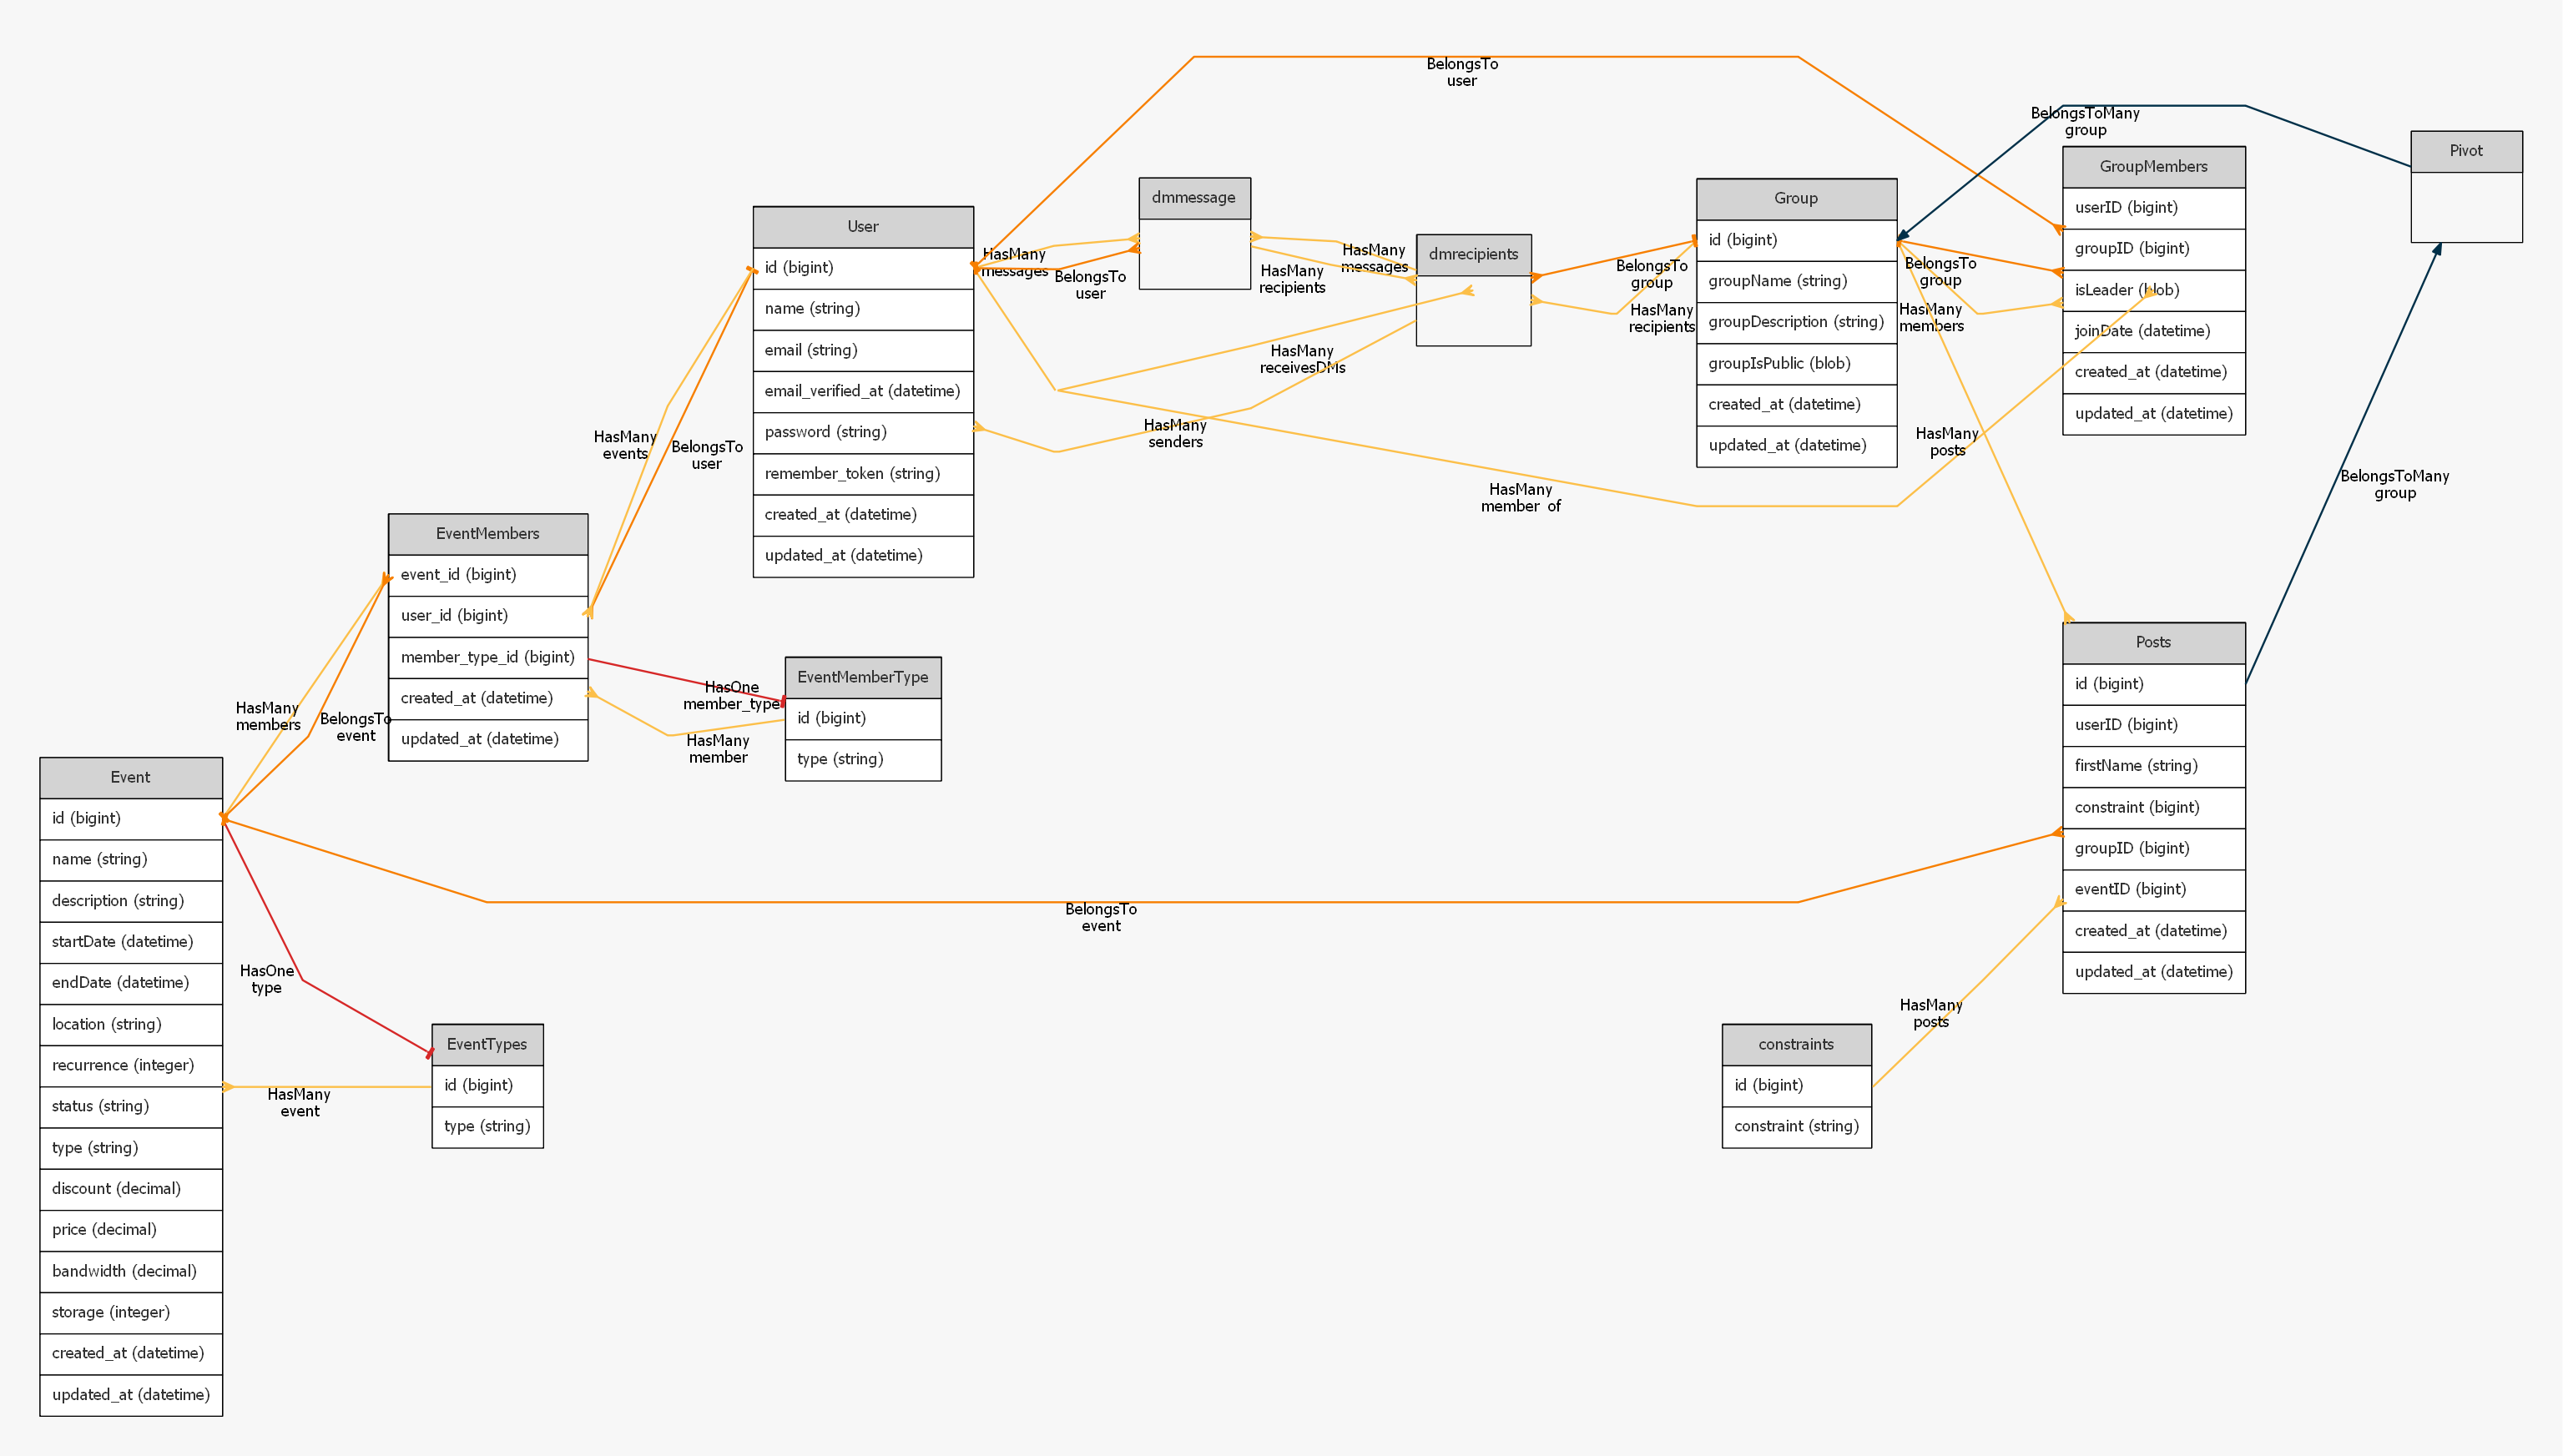 BelongsTo
user
BelongsToMany
group
Pivot
GroupMembers
userID (bigint)
groupID (bigint)
isLeader (blob)
joinDate (datetime)
created_at (datetime)
updated_at (datetime)
dmmessage
Group
id (bigint)
groupName (string)
groupDescription (string)
groupIsPublic (blob)
created_at (datetime)
updated_at (datetime)
User
id (bigint)
name (string)
email (string)
email_verified_at (datetime)
password (string)
remember_token (string)
created_at (datetime)
updated_at (datetime)
dmrecipients
HasMany
messages
BelongsTo
user
HasMany
recipients
HasMany
messages
BelongsTo
group
HasMany
recipients
BelongsTo
group
HasMany
members
HasMany
receivesDMs
HasMany
senders
HasMany
member_of
HasMany
posts
BelongsToMany
group
HasMany
events
BelongsTo
user
EventMembers
event_id (bigint)
user_id (bigint)
member_type_id (bigint)
created_at (datetime)
updated_at (datetime)
HasOne
member_type
HasMany
member
EventMemberType
id (bigint)
type (string)
HasMany
members
BelongsTo
event
Posts
id (bigint)
userID (bigint)
firstName (string)
constraint (bigint)
groupID (bigint)
eventID (bigint)
created_at (datetime)
updated_at (datetime)
Event
id (bigint)
name (string)
description (string)
startDate (datetime)
endDate (datetime)
location (string)
recurrence (integer)
status (string)
type (string)
discount (decimal)
price (decimal)
bandwidth (decimal)
storage (integer)
created_at (datetime)
updated_at (datetime)
BelongsTo
event
HasOne
type
HasMany
event
EventTypes
id (bigint)
type (string)
HasMany
posts
constraints
id (bigint)
constraint (string)